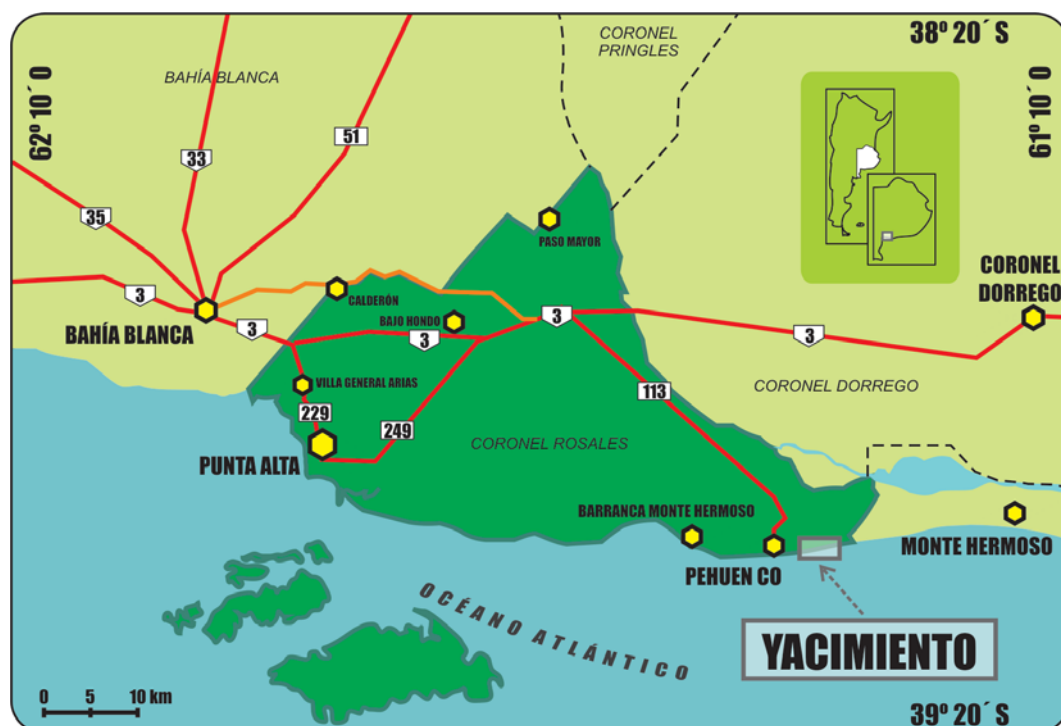 38º 20´ S
62º 10´ O
61º 10´ O
CORONEL
PRINGLES
BAHÍA BLANCA
51
33
35
PASO MAYOR
CORONEL
DORREGO
CALDERÓN
3
BAHÍA BLANCA
3
BAJO HONDO
3
3
3
VILLA GENERAL ARIAS
CORONEL DORREGO
113
229
249
CORONEL ROSALES
PUNTA ALTA
BARRANCA MONTE HERMOSO
MONTE HERMOSO
PEHUEN CO
OCÉANO ATLÁNTICO
YACIMIENTO
0 5 10 km
39º 20´ S